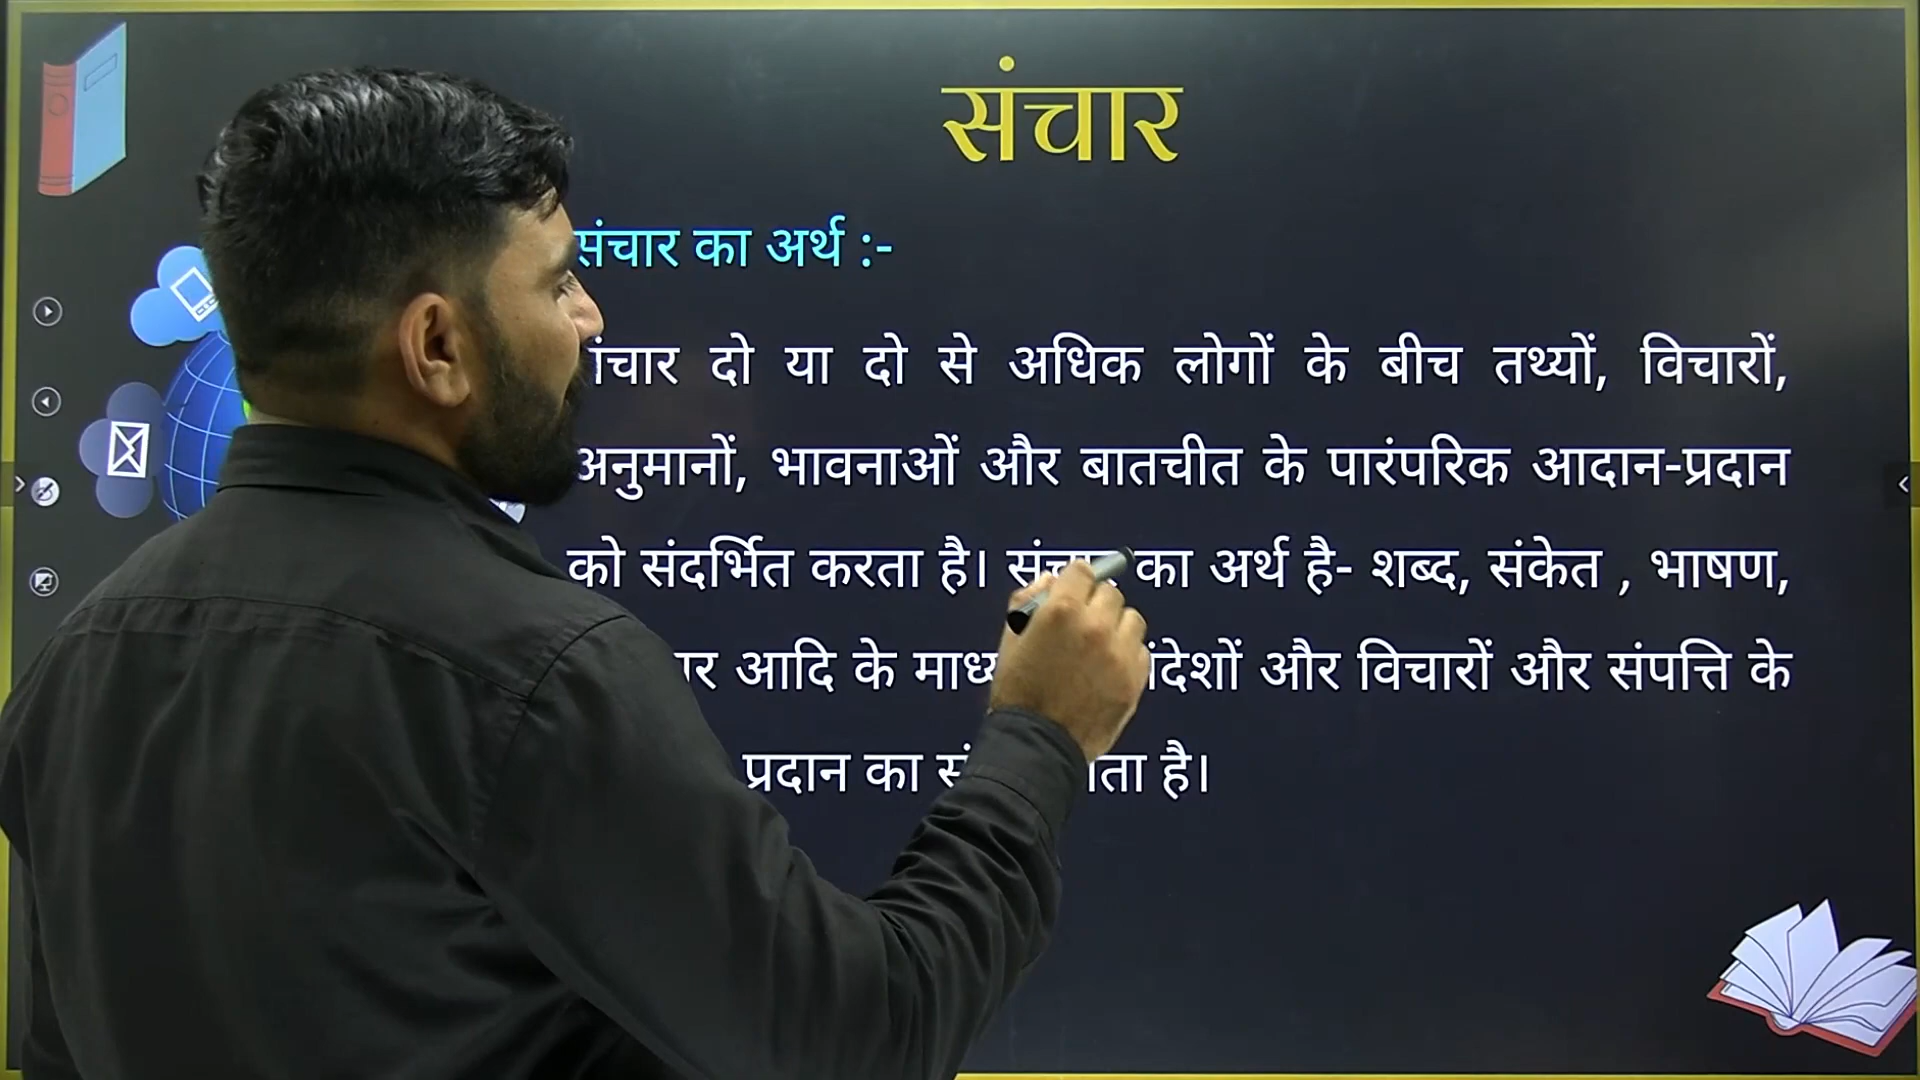 संचार
संचार का अर्थ :-
संचार दो या दो से अधिक लोगों के बीच तथ्यों, विचारों,
अनुमानों, भावनाओं और बातचीत के पारंपरिक आदान-प्रदान
को संदर्भित करता है। संचार का अर्थ है- शब्द, संकेत , भाषण,
आदि के संदेशों और विचारों और संपत्ति के
प्रदान का है।